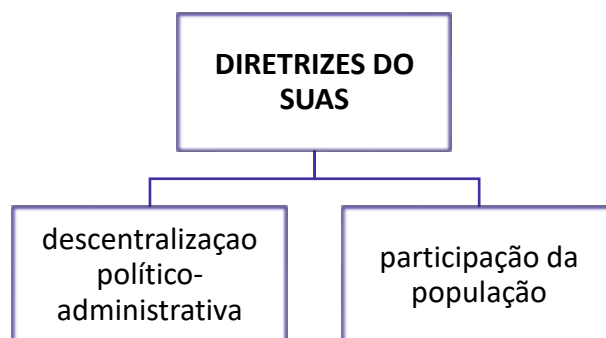 DIRETRIZES DO
SUAS
descentralizaçao
político-
administrativa
participação da
população